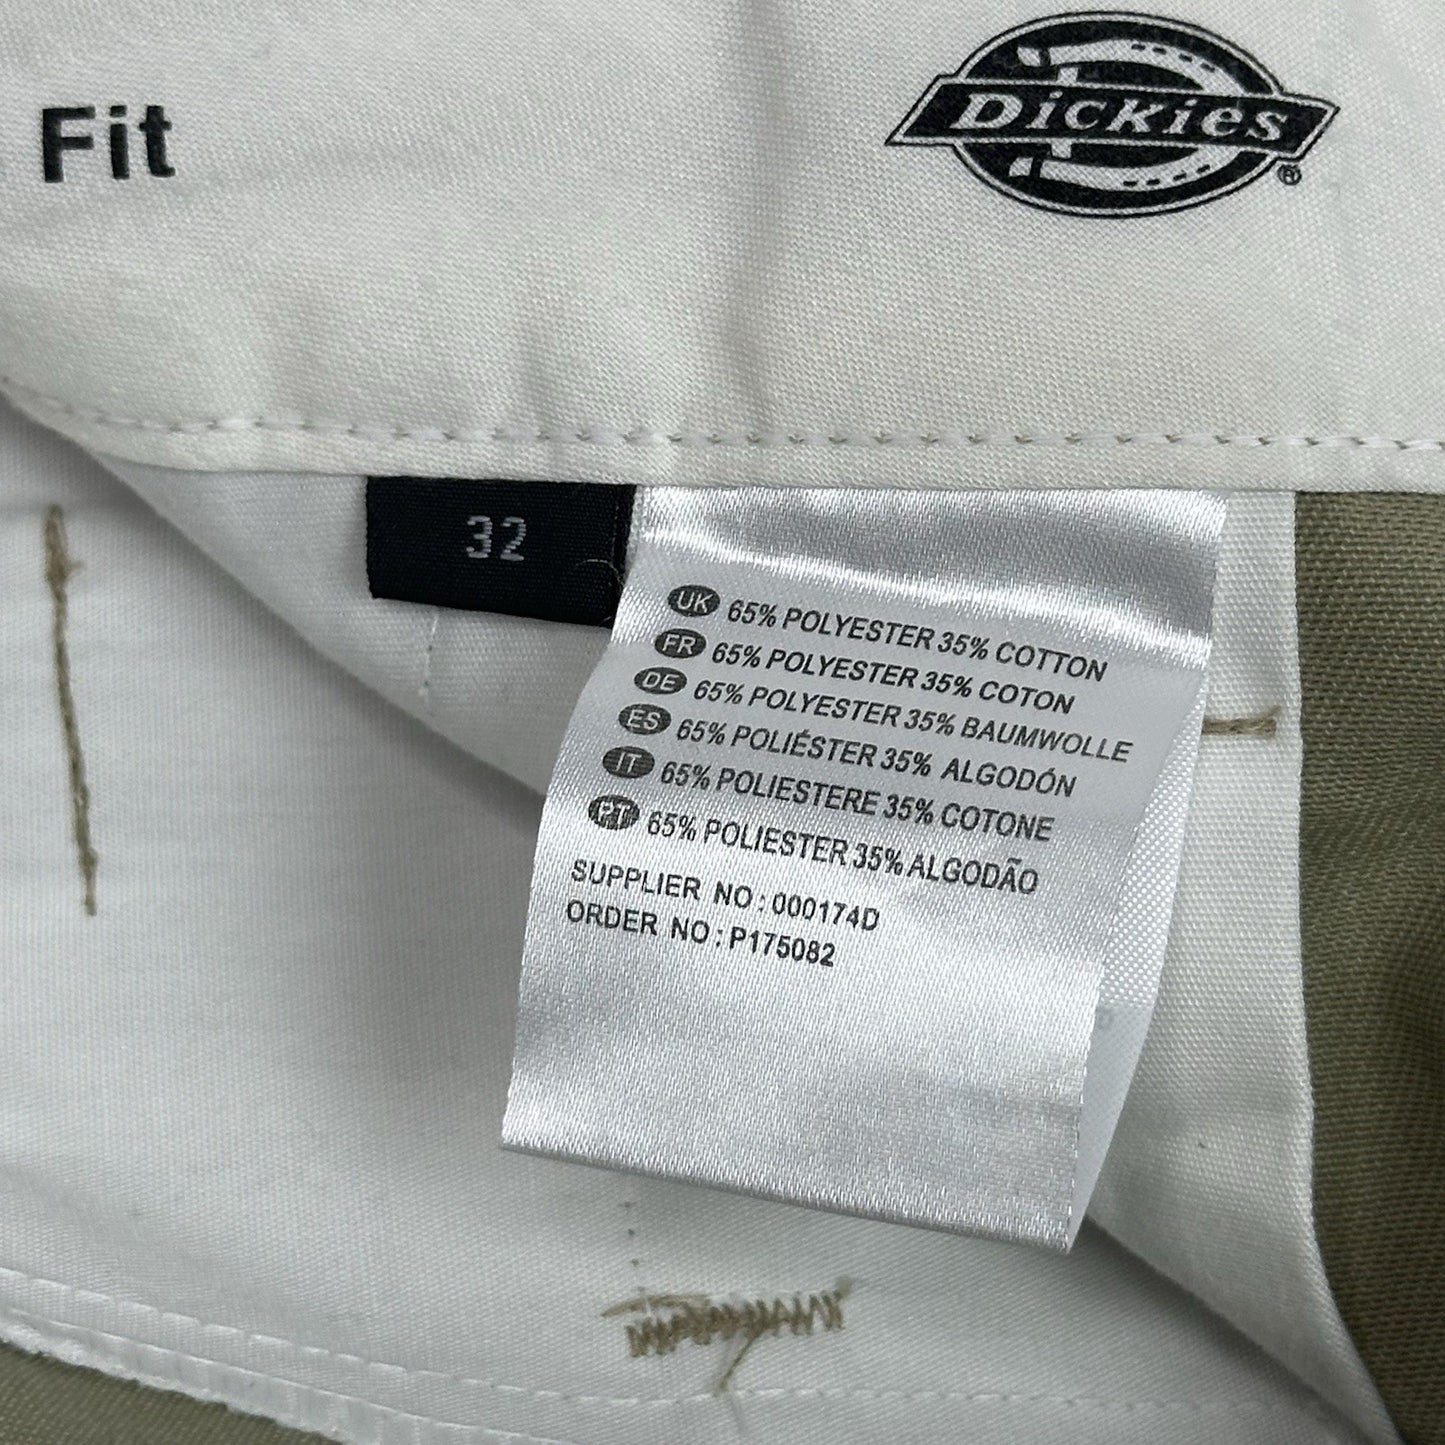 Fit
Dickies®
32
UK 65% POLYESTER 35% COTTON
FR 65% POLYESTER 35% COTON
DE 65% POLYESTER 35% BAUMWOLLE
ES 65% POLIÉSTER 35% ALGODÓN
IT 65% POLIESTERE 35% COTONE
PT 65% POLIESTER 35% ALGODÃO
SUPPLIER NO : 000174D
ORDER NO : P175082